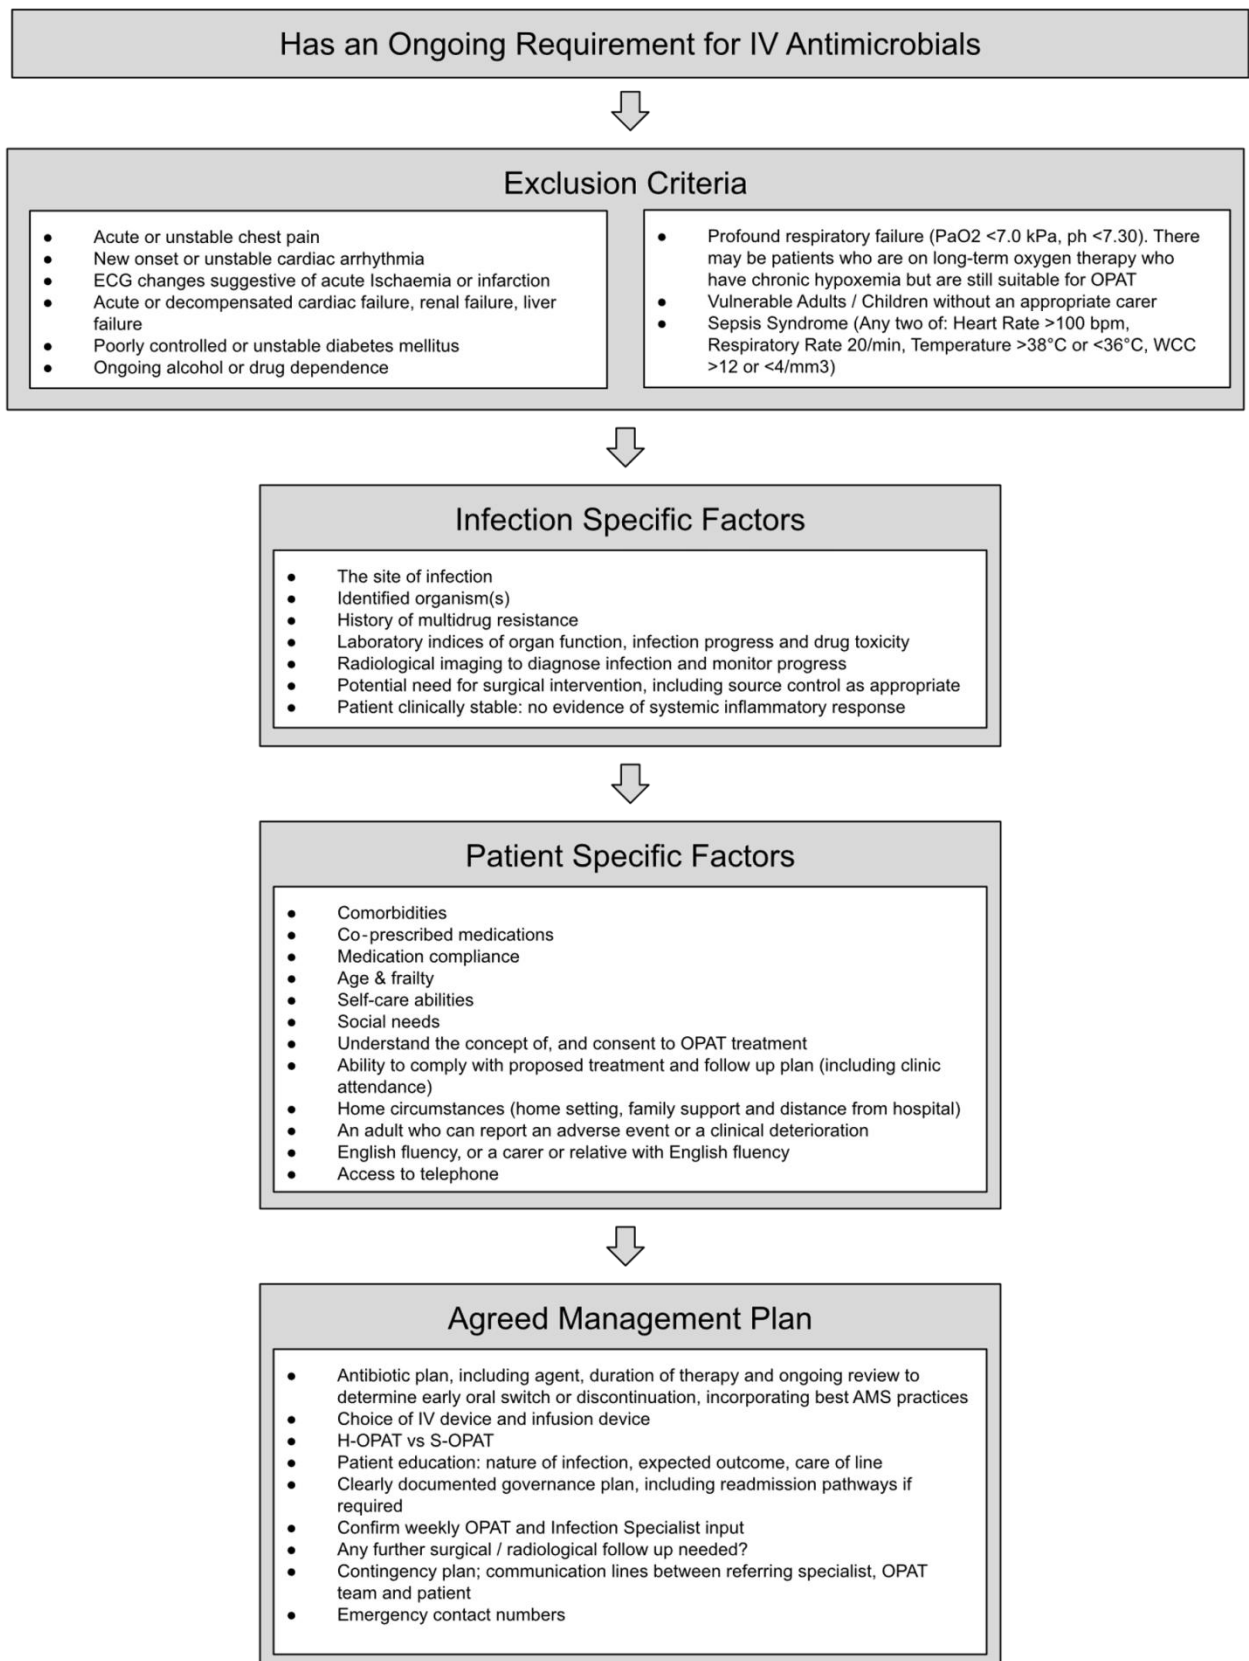 Has an Ongoing Requirement for IV Antimicrobials
Exclusion Criteria
● Acute or unstable chest pain
● New onset or unstable cardiac arrhythmia
● ECG changes suggestive of acute Ischaemia or infarction
● Acute or decompensated cardiac failure, renal failure, liver
failure
● Poorly controlled or unstable diabetes mellitus
● Ongoing alcohol or drug dependence
● Profound respiratory failure (PaO2 <7.0 kPa, ph <7.30). There
may be patients who are on long-term oxygen therapy who
have chronic hypoxemia but are still suitable for OPAT
● Vulnerable Adults / Children without an appropriate carer
● Sepsis Syndrome (Any two of: Heart Rate >100 bpm,
Respiratory Rate 20/min, Temperature >38°C or <36°C, WCC
>12 or <4/mm3)
Infection Specific Factors
● The site of infection
● Identified organism(s)
● History of multidrug resistance
● Laboratory indices of organ function, infection progress and drug toxicity
● Radiological imaging to diagnose infection and monitor progress
● Potential need for surgical intervention, including source control as appropriate
● Patient clinically stable: no evidence of systemic inflammatory response
Patient Specific Factors
● Comorbidities
● Co-prescribed medications
● Medication compliance
● Age & frailty
● Self-care abilities
● Social needs
● Understand the concept of, and consent to OPAT treatment
● Ability to comply with proposed treatment and follow up plan (including clinic
attendance)
● Home circumstances (home setting, family support and distance from hospital)
● An adult who can report an adverse event or a clinical deterioration
● English fluency, or a carer or relative with English fluency
● Access to telephone
Agreed Management Plan
● Antibiotic plan, including agent, duration of therapy and ongoing review to
determine early oral switch or discontinuation, incorporating best AMS practices
● Choice of IV device and infusion device
● H-OPAT vs S-OPAT
● Patient education: nature of infection, expected outcome, care of line
● Clearly documented governance plan, including readmission pathways if
required
● Confirm weekly OPAT and Infection Specialist input
● Any further surgical / radiological follow up needed?
● Contingency plan; communication lines between referring specialist, OPAT
team and patient
● Emergency contact numbers